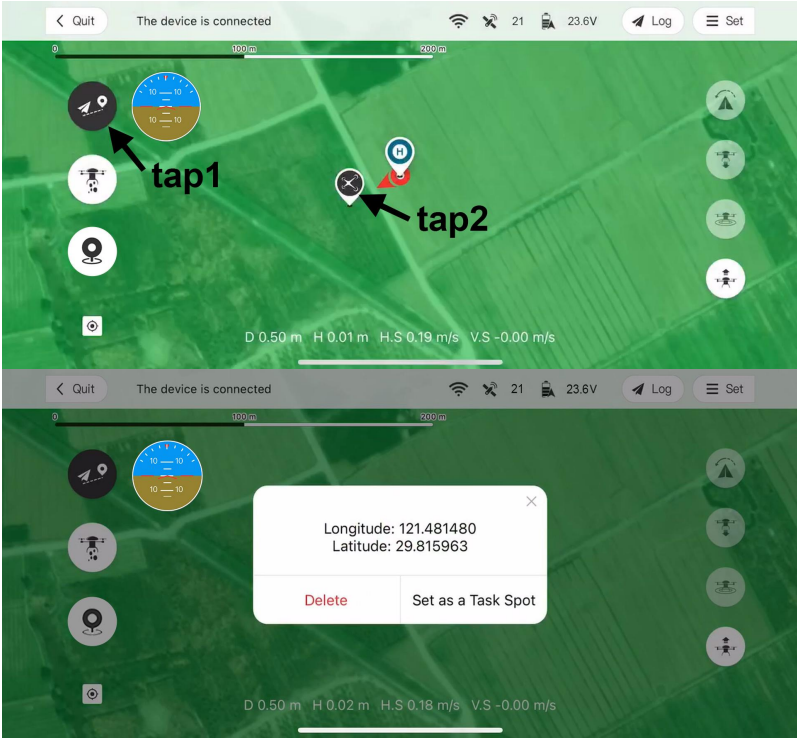 Quit The device is connected 21 23.6V Log Set
0 100 m 200 m
10 10
10 10
H
tap1
tap2
D 0.50 m H 0.01 m H.S 0.19 m/s V.S -0.00 m/s
Quit The device is connected 21 23.6V Log Set
0 100 m 200 m
10 10
10 10
Longitude: 121.481480
Latitude: 29.815963
Delete Set as a Task Spot
D 0.50 m H 0.02 m H.S 0.18 m/s V.S -0.00 m/s